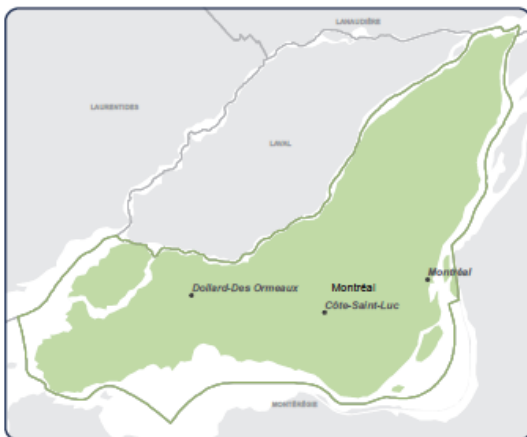 LANAUDIÈRE
LAURENTIDES
LAVAL
Montréal
Dollard-Des Ormeaux
Montréal
Côte-Saint-Luc
MONTÉRÉGIE